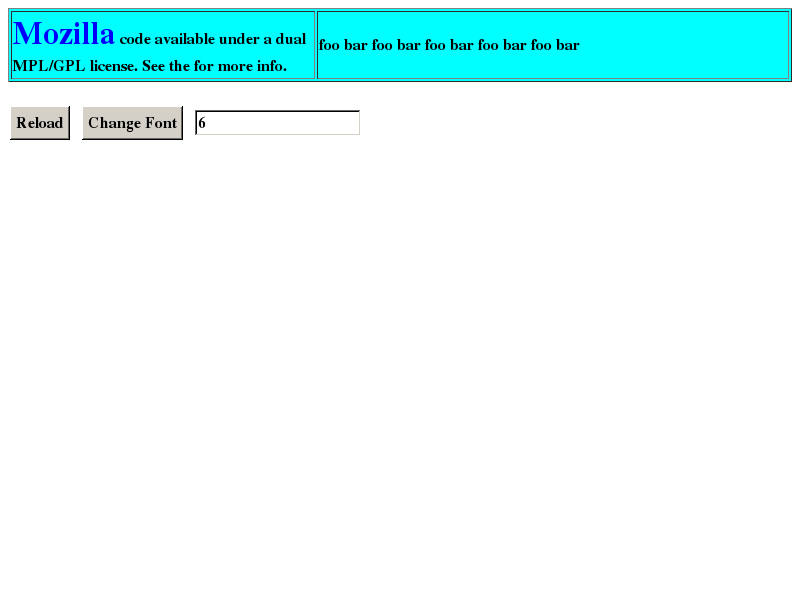 Mozilla code available under a dual
MPL/GPL license. See the for more info.
foo bar foo bar foo bar foo bar foo bar
Reload
Change Font
6